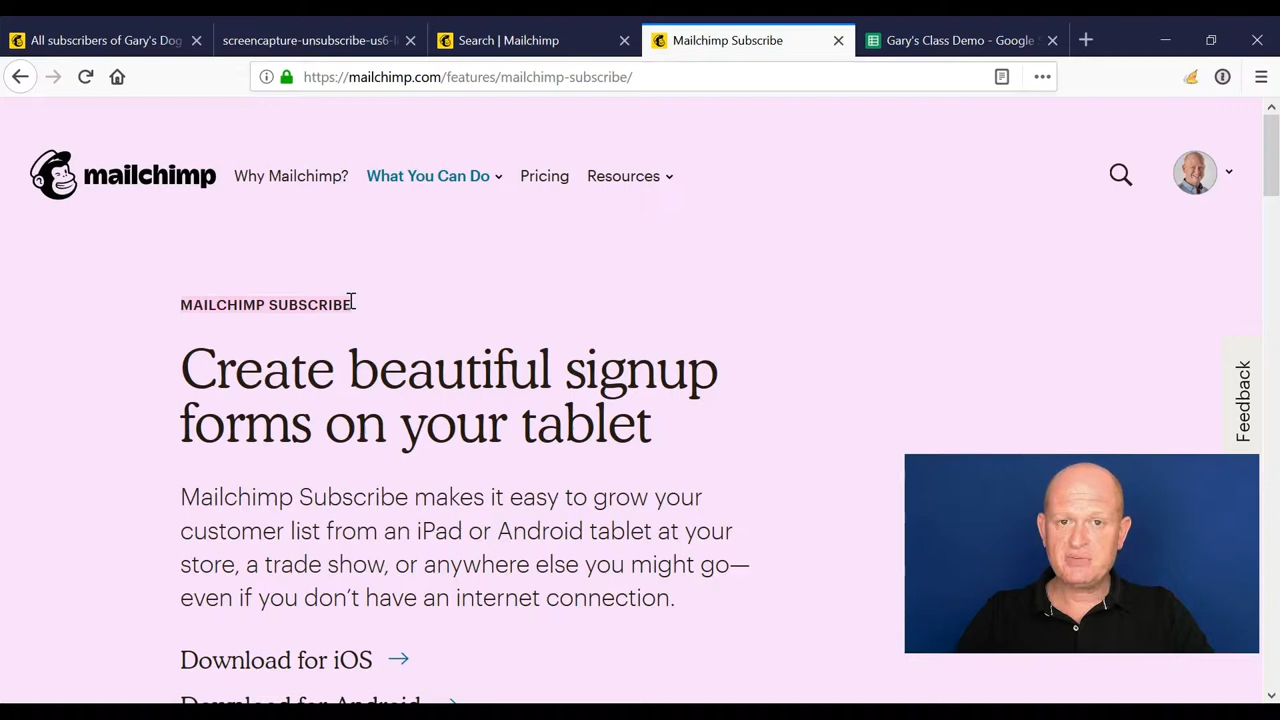 All subscribers of Gary's Dog
screencapture-unsubscribe-us6-l
Search | Mailchimp
Mailchimp Subscribe
Gary's Class Demo - Google S
https://mailchimp.com/features/mailchimp-subscribe/
mailchimp
Why Mailchimp?
What You Can Do
Pricing
Resources
MAILCHIMP SUBSCRIBE
Create beautiful signup
forms on your tablet
Mailchimp Subscribe makes it easy to grow your
customer list from an iPad or Android tablet at your
store, a trade show, or anywhere else you might go—
even if you don't have an internet connection.
Download for iOS
Download for Android
Feedback